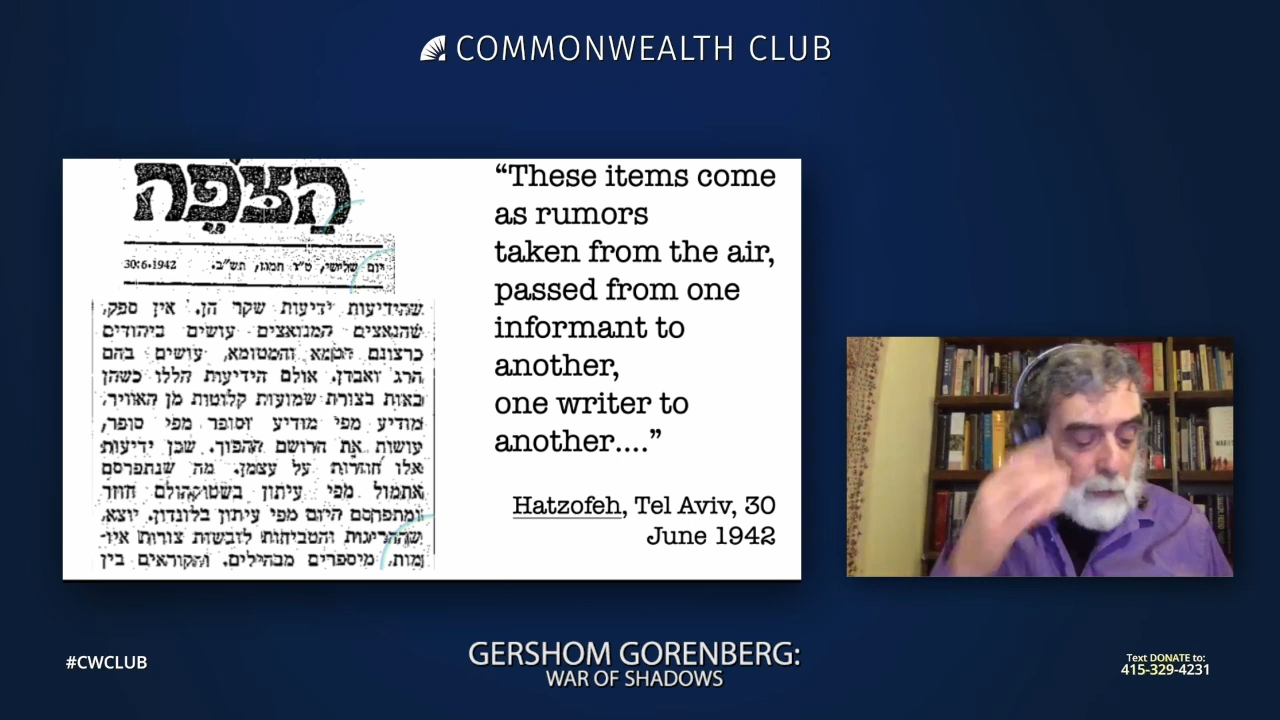 COMMONWEALTH CLUB
הַצֹּפֶה
יום שלישי, ט"ו תמוז, תש"ב. 30.6.1942
שהידיעות ידיעות שקר הן. אין ספק,
שהנאצים המנואצים עושים ביהודים
כרצונם הטמא והמטומא, עושים בהם
הרג ואבדן. אולם הידיעות הללו כשהן
באות בצורת שמועות קלוטות מן האוויר,
מודיע מפי מודיע וסופר מפי סופר,
עושות את הרושם ההפוך. שכן ידיעות
אלו חוזרות על עצמן. מה שנתפרסם
אתמול מפי עיתון בשטוקהולם חוזר
ומתפרסם היום מפי עיתון בלונדון. יוצא,
שההריגות והטביחות לובשות צורות איו-
מות, מיספרים מבהילים. והקוראים בין
“These items come
as rumors
taken from the air,
passed from one
informant to
another,
one writer to
another....”
Hatzofeh, Tel Aviv, 30
June 1942
#CWCLUB
GERSHOM GORENBERG:
WAR OF SHADOWS
Text DONATE to:
415-329-4231